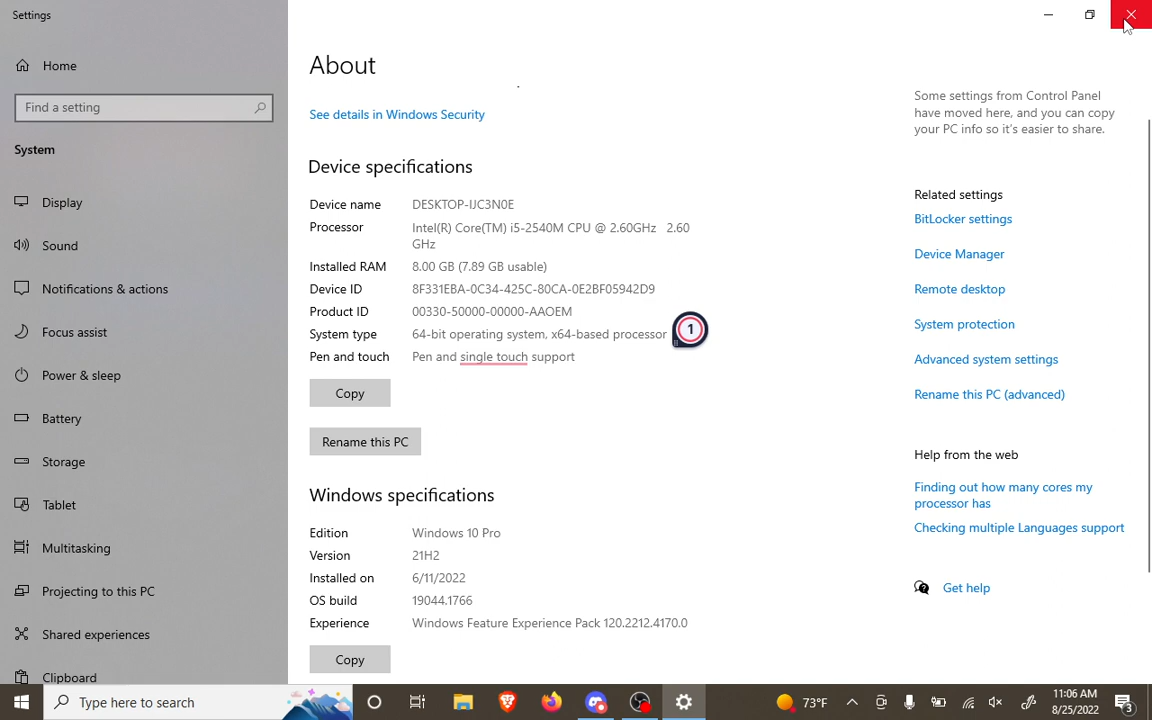 Settings
Home
Find a setting
System
Display
Sound
Notifications & actions
Focus assist
Power & sleep
Battery
Storage
Tablet
Multitasking
Projecting to this PC
Shared experiences
Clipboard
About
See details in Windows Security
Device specifications
Device name DESKTOP-IJC3N0E
Processor Intel(R) Core(TM) i5-2540M CPU @ 2.60GHz 2.60
GHz
Installed RAM 8.00 GB (7.89 GB usable)
Device ID 8F331EBA-0C34-425C-80CA-0E2BF05942D9
Product ID 00330-50000-00000-AAOEM
System type 64-bit operating system, x64-based processor
1
Pen and touch Pen and single touch support
Copy
Rename this PC
Windows specifications
Edition Windows 10 Pro
Version 21H2
Installed on 6/11/2022
OS build 19044.1766
Experience Windows Feature Experience Pack 120.2212.4170.0
Copy
Some settings from Control Panel
have moved here, and you can copy
your PC info so it's easier to share.
Related settings
BitLocker settings
Device Manager
Remote desktop
System protection
Advanced system settings
Rename this PC (advanced)
Help from the web
Finding out how many cores my
processor has
Checking multiple Languages support
Get help
Type here to search
73°F
11:06 AM
8/25/2022
3